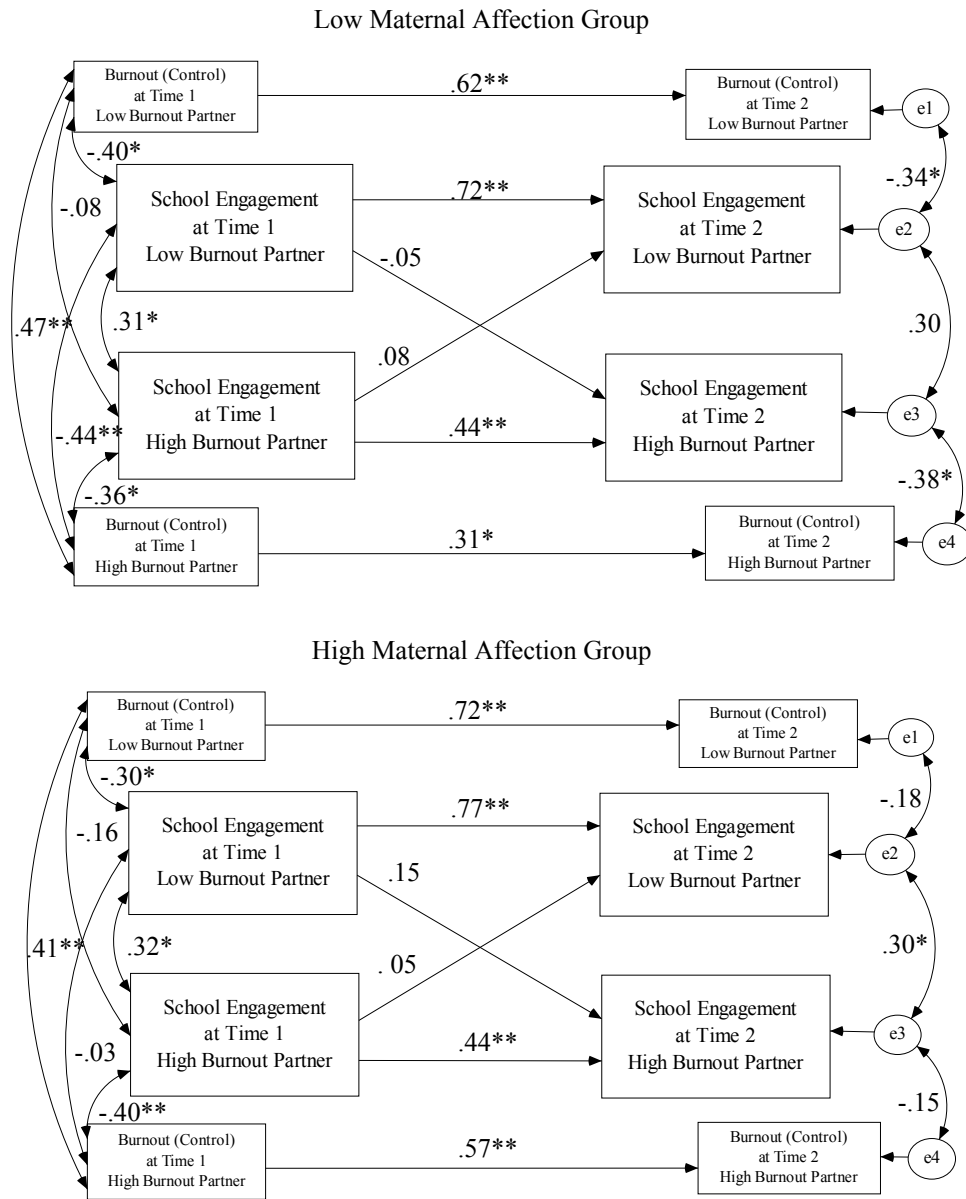 Low Maternal Affection Group
Burnout (Control)
at Time 1
Low Burnout Partner
.62**
Burnout (Control)
at Time 2
Low Burnout Partner
e1
-.40*
-.34*
School Engagement
at Time 1
Low Burnout Partner
.72**
School Engagement
at Time 2
Low Burnout Partner
e2
-.08
-.05
.47**
.31*
.30
.08
School Engagement
at Time 1
High Burnout Partner
.44**
School Engagement
at Time 2
High Burnout Partner
e3
-.44**
-.38*
-.36*
Burnout (Control)
at Time 1
High Burnout Partner
.31*
Burnout (Control)
at Time 2
High Burnout Partner
e4
High Maternal Affection Group
Burnout (Control)
at Time 1
Low Burnout Partner
.72**
Burnout (Control)
at Time 2
Low Burnout Partner
e1
-.30*
-.18
School Engagement
at Time 1
Low Burnout Partner
.77**
School Engagement
at Time 2
Low Burnout Partner
e2
-.16
.15
.41**
.32*
.30*
. 05
School Engagement
at Time 1
High Burnout Partner
.44**
School Engagement
at Time 2
High Burnout Partner
e3
-.03
-.15
-.40**
Burnout (Control)
at Time 1
High Burnout Partner
.57**
Burnout (Control)
at Time 2
High Burnout Partner
e4